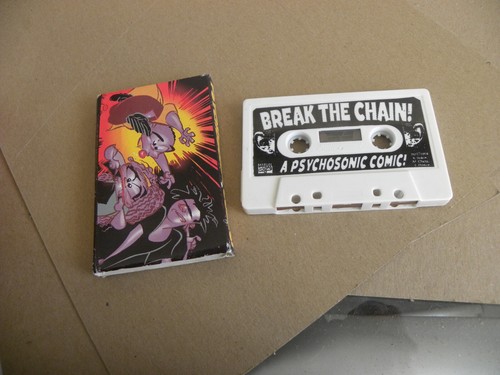 BREAK THE CHAIN!
A PSYCHOSONIC COMIC!